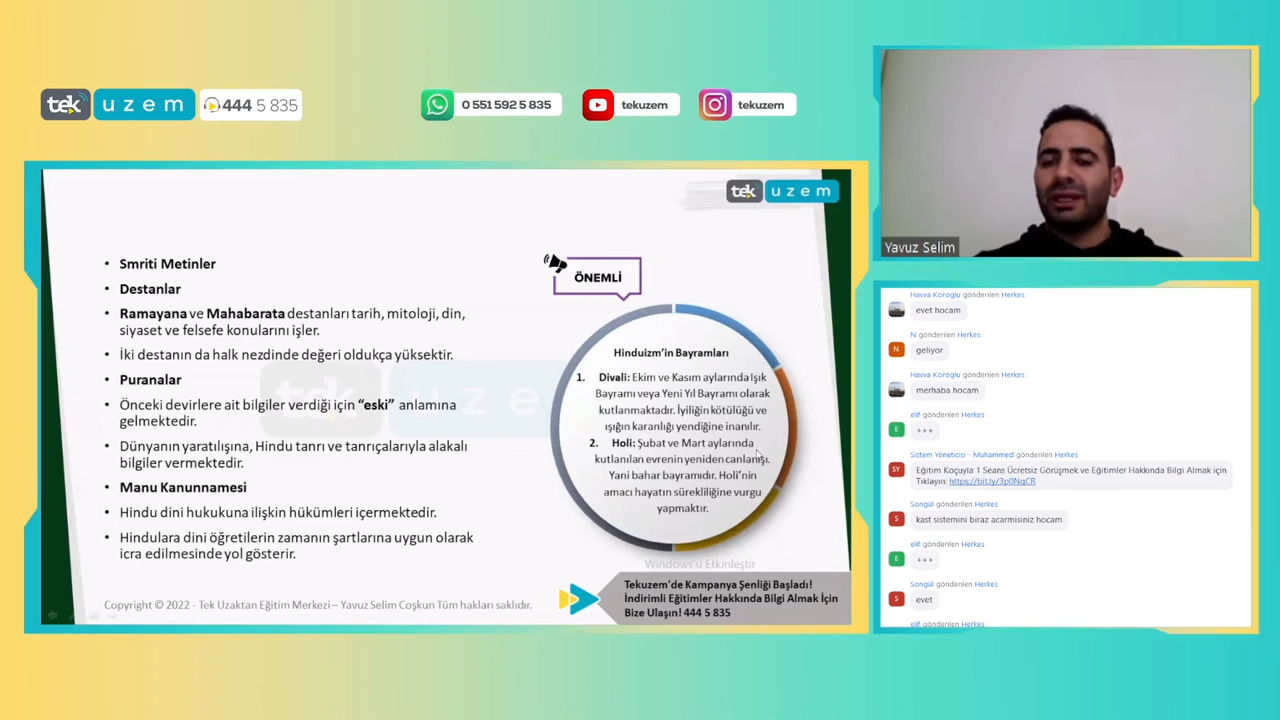 tek uzem 444 5 835
0 551 592 5 835
tekuzem
tekuzem
tek uzem
• Smriti Metinler
• Destanlar
• Ramayana ve Mahabarata destanları tarih, mitoloji, din,
siyaset ve felsefe konularını işler.
• İki destanın da halk nezdinde değeri oldukça yüksektir.
• Puranalar
• Önceki devirlere ait bilgiler verdiği için “eski” anlamına
gelmektedir.
• Dünyanın yaratılışına, Hindu tanrı ve tanrıçalarıyla alakalı
bilgiler vermektedir.
• Manu Kanunnamesi
• Hindu dini hukukuna ilişkin hükümleri içermektedir.
• Hindulara dini öğretilerin zamanın şartlarına uygun olarak
icra edilmesinde yol gösterir.
ÖNEMLİ
Hinduizm’in Bayramları
1. Divali: Ekim ve Kasım aylarında Işık
Bayramı veya Yeni Yıl Bayramı olarak
kutlanmaktadır. İyiliğin kötülüğü ve
ışığın karanlığı yendiğine inanılır.
2. Holi: Şubat ve Mart aylarında
kutlanılan evrenin yeniden canlanışı.
Yani bahar bayramıdır. Holi’nin
amacı hayatın sürekliliğine vurgu
yapmaktır.
Windows'u Etkinleştir
Copyright © 2022 - Tek Uzaktan Eğitim Merkezi – Yavuz Selim Coşkun Tüm hakları saklıdır.
Tekuzem'de Kampanya Şenliği Başladı!
İndirimli Eğitimler Hakkında Bilgi Almak İçin
Bize Ulaşın! 444 5 835
Yavuz Selim
Havva Köroğlu gönderilen Herkes
evet hocam
N gönderilen Herkes
N geliyor
Havva Köroğlu gönderilen Herkes
merhaba hocam
elif gönderilen Herkes
E +++
Sistem Yöneticisi - Muhammed gönderilen Herkes
SY Eğitim Koçuyla 1 Seans Ücretsiz Görüşmek ve Eğitimler Hakkında Bilgi Almak için
Tıklayın: https://bit.ly/3p0NqCR
Songül gönderilen Herkes
S kast sistemini biraz acarmisiniz hocam
elif gönderilen Herkes
E +++
Songül gönderilen Herkes
S evet
elif gönderilen Herkes